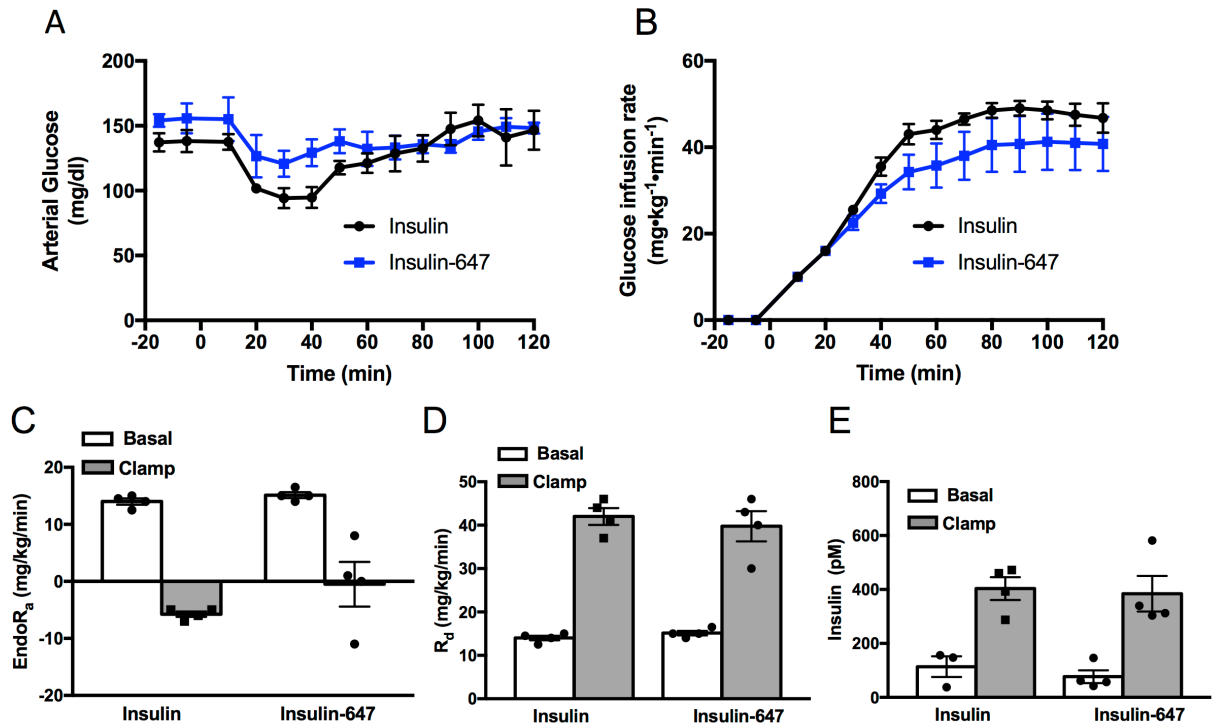 A
Arterial Glucose
(mg/dl)
200
150
100
50
0
-20 0 20 40 60 80 100 120
Time (min)
Insulin
Insulin-647
B
Glucose infusion rate
(mg•kg⁻¹•min⁻¹)
60
40
20
0
-20 0 20 40 60 80 100 120
Time (min)
Insulin
Insulin-647
C
Basal
Clamp
EndoRₐ (mg/kg/min)
20
10
0
-10
-20
Insulin Insulin-647
D
Basal
Clamp
R_d (mg/kg/min)
50
40
30
20
10
0
Insulin Insulin-647
E
Basal
Clamp
Insulin (pM)
800
600
400
200
0
Insulin Insulin-647